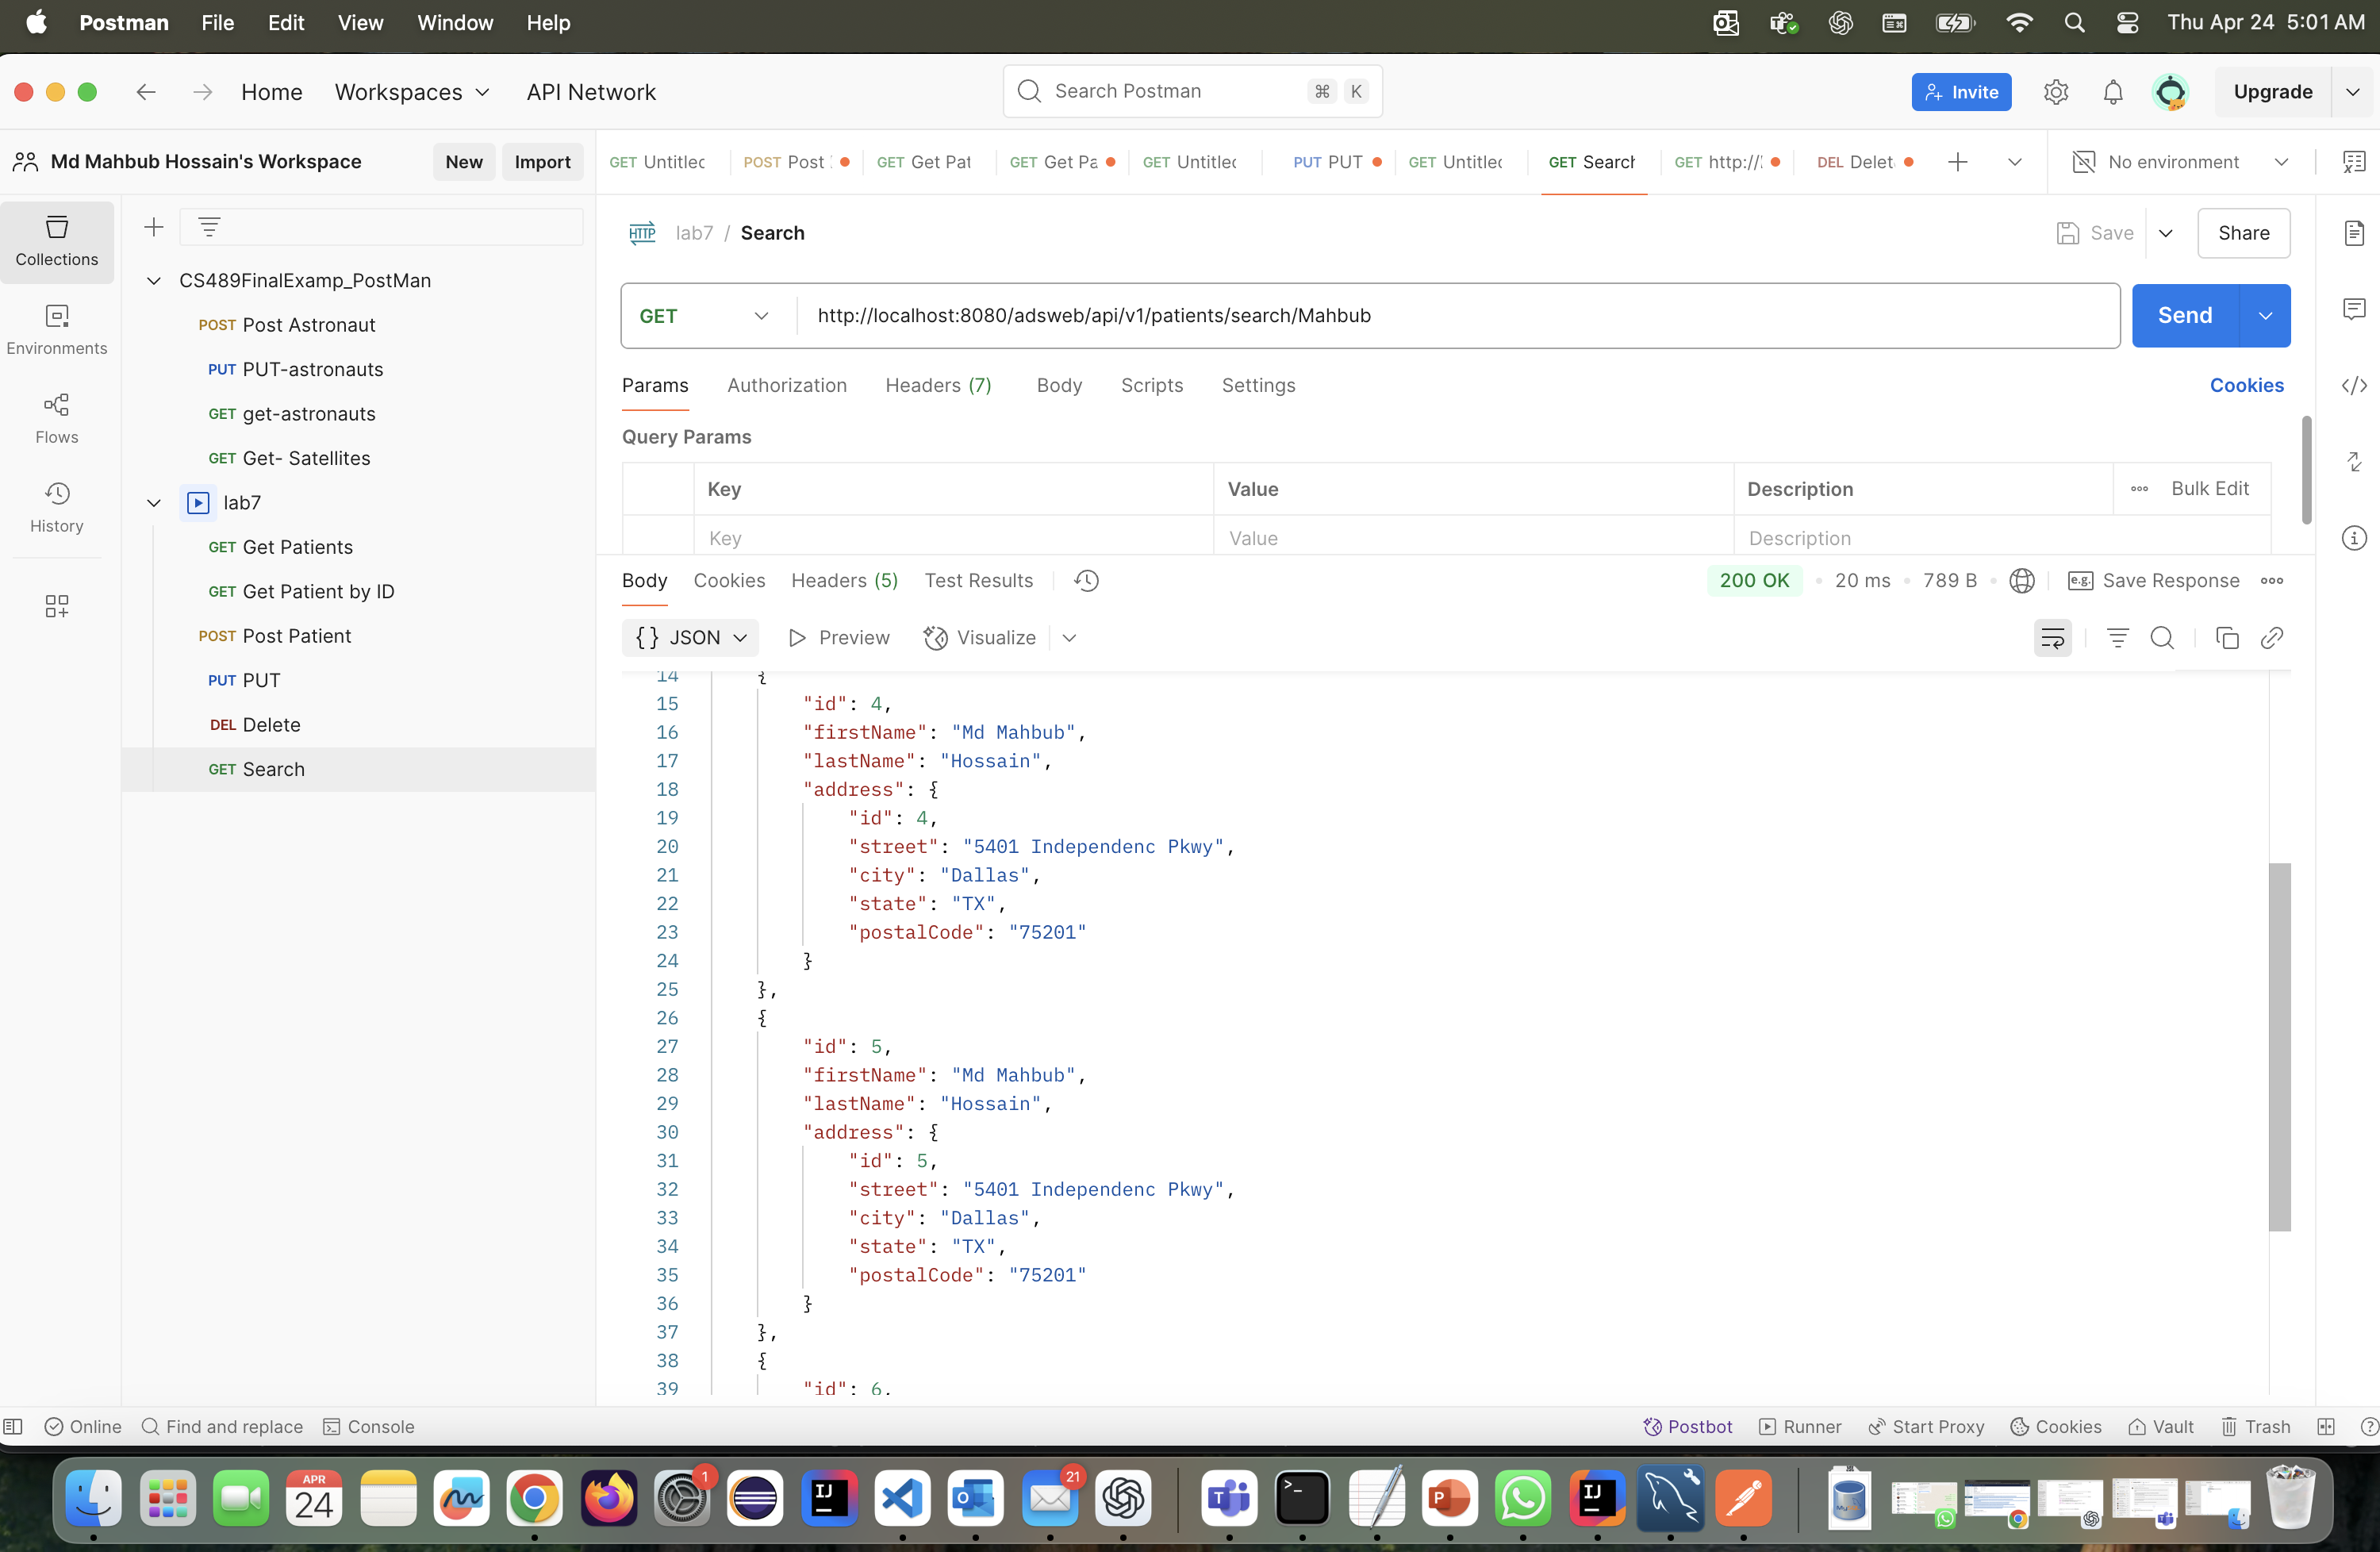 Postman File Edit View Window Help Thu Apr 24 5:01 AM
Home Workspaces API Network Search Postman ⌘ K Invite Upgrade
Md Mahbub Hossain's Workspace New Import
GET Untitled POST Post GET Get Pat GET Get Pa GET Untitled PUT PUT GET Untitled GET Search GET http:// DEL Delet No environment
Collections
Environments
Flows
History
CS489FinalExamp_PostMan
POST Post Astronaut
PUT PUT-astronauts
GET get-astronauts
GET Get- Satellites
lab7
GET Get Patients
GET Get Patient by ID
POST Post Patient
PUT PUT
DEL Delete
GET Search
HTTP lab7 / Search Save Share
GET http://localhost:8080/adsweb/api/v1/patients/search/Mahbub Send
Params Authorization Headers (7) Body Scripts Settings Cookies
Query Params
Key Value Description Bulk Edit
Key Value Description
Body Cookies Headers (5) Test Results 200 OK • 20 ms • 789 B • e.g. Save Response
{} JSON Preview Visualize
14 {
15 "id": 4,
16 "firstName": "Md Mahbub",
17 "lastName": "Hossain",
18 "address": {
19 "id": 4,
20 "street": "5401 Independenc Pkwy",
21 "city": "Dallas",
22 "state": "TX",
23 "postalCode": "75201"
24 }
25 },
26 {
27 "id": 5,
28 "firstName": "Md Mahbub",
29 "lastName": "Hossain",
30 "address": {
31 "id": 5,
32 "street": "5401 Independenc Pkwy",
33 "city": "Dallas",
34 "state": "TX",
35 "postalCode": "75201"
36 }
37 },
38 {
39 "id": 6,
Online Find and replace Console Postbot Runner Start Proxy Cookies Vault Trash
APR
24
1
21